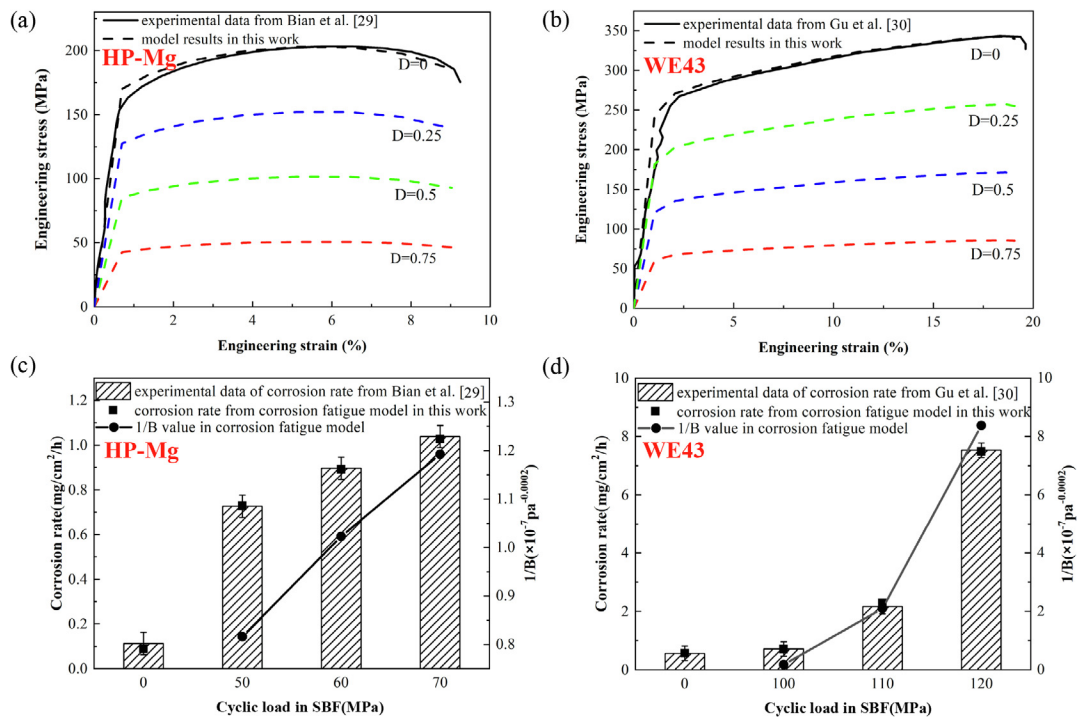 (a)
experimental data from Bian et al. [29]
model results in this work
HP-Mg
D=0
D=0.25
D=0.5
D=0.75
200
150
100
50
0
Engineering stress (MPa)
0 2 4 6 8 10
Engineering strain (%)
(b)
experimental data from Gu et al. [30]
model results in this work
WE43
D=0
D=0.25
D=0.5
D=0.75
350
325
300
275
250
225
200
175
150
125
100
75
50
25
0
Engineering stress (MPa)
0 5 10 15 20
Engineering strain (%)
(c)
experimental data of corrosion rate from Bian et al. [29]
corrosion rate from corrosion fatigue model in this work
1/B value in corrosion fatigue model
HP-Mg
1.2
1.0
0.8
0.6
0.4
0.2
0.1
0.0
Corrosion rate(mg/cm²/h)
1.3
1.2
1.1
1.0
0.9
0.8
1/B(×10⁻⁷pa⁻⁰·⁰⁰⁰²)
0 50 60 70
Cyclic load in SBF(MPa)
(d)
experimental data of corrosion rate from Gu et al. [30]
corrosion rate from corrosion fatigue model in this work
1/B value in corrosion fatigue model
WE43
10
8
6
4
2
0
Corrosion rate(mg/cm²/h)
10
8
6
4
2
0
1/B(×10⁻⁷pa⁻⁰·⁰⁰⁰²)
0 100 110 120
Cyclic load in SBF(MPa)